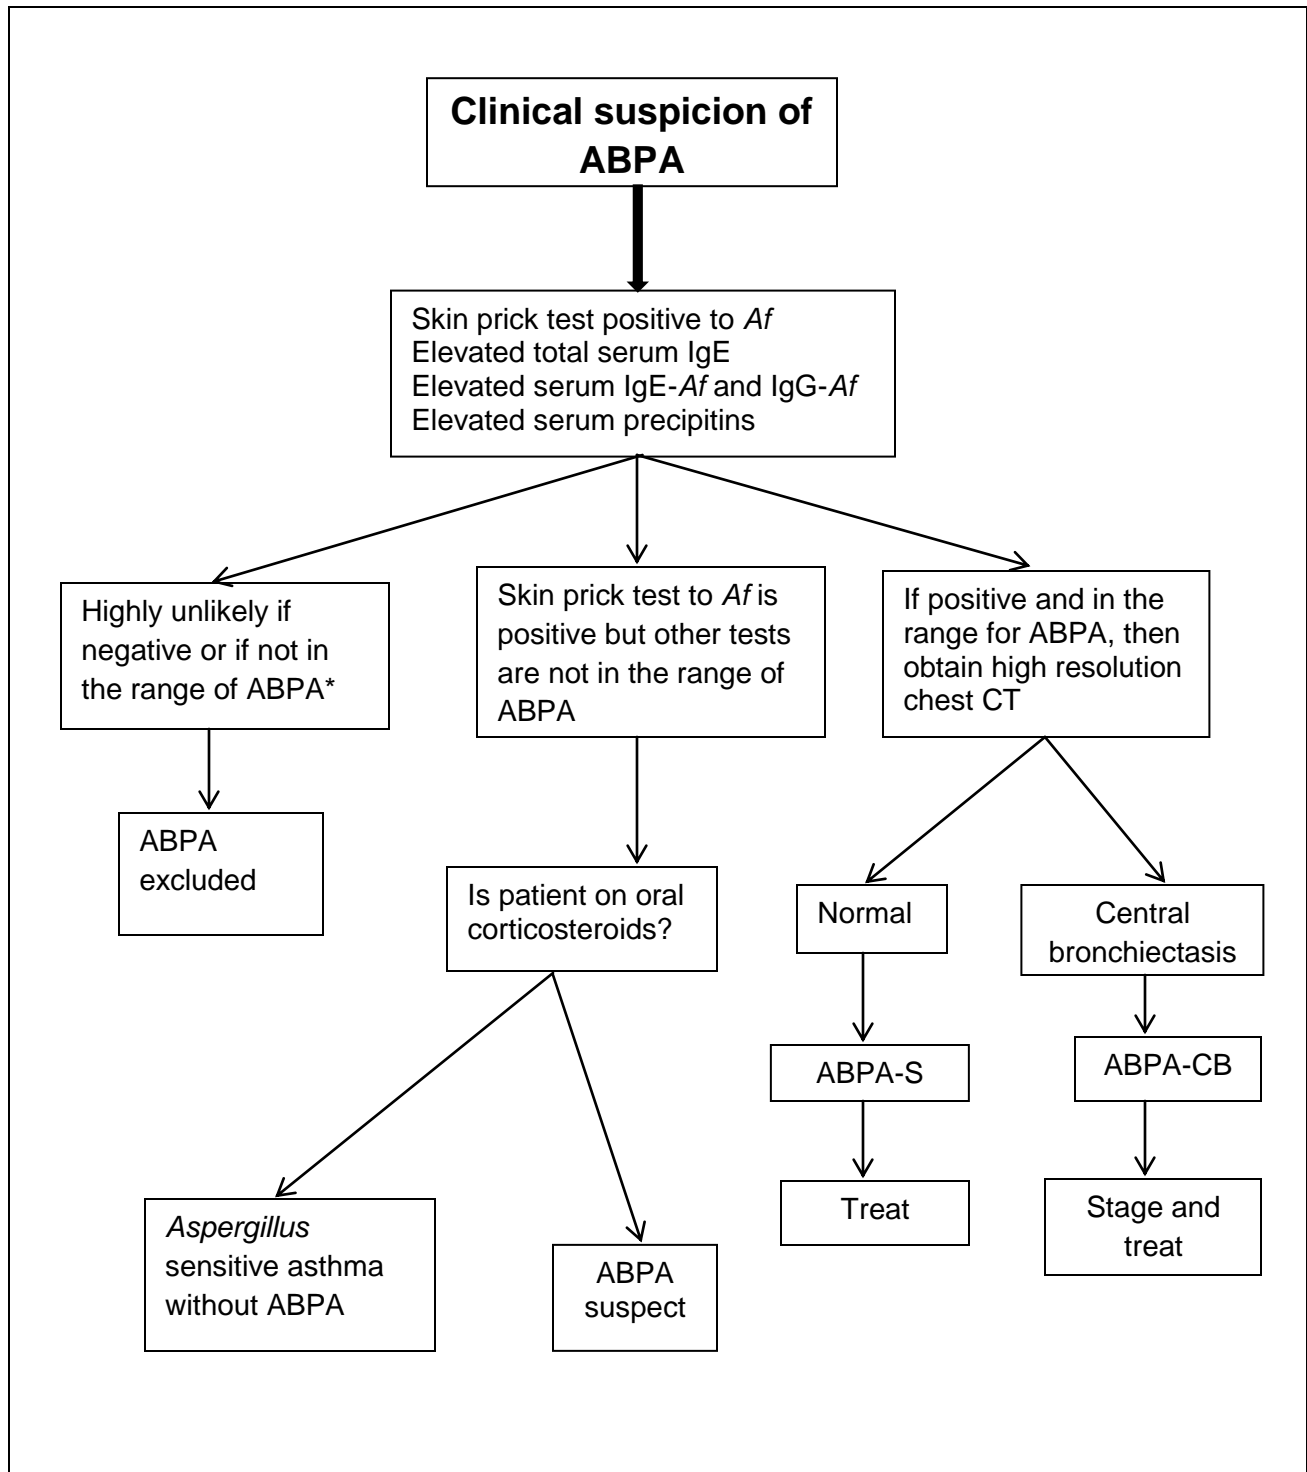 Clinical suspicion of
ABPA
Skin prick test positive to Af
Elevated total serum IgE
Elevated serum IgE-Af and IgG-Af
Elevated serum precipitins
Highly unlikely if
negative or if not in
the range of ABPA*
Skin prick test to Af is
positive but other tests
are not in the range of
ABPA
If positive and in the
range for ABPA, then
obtain high resolution
chest CT
ABPA
excluded
Is patient on oral
corticosteroids?
Normal
Central
bronchiectasis
ABPA-S
ABPA-CB
Aspergillus
sensitive asthma
without ABPA
ABPA
suspect
Treat
Stage and
treat